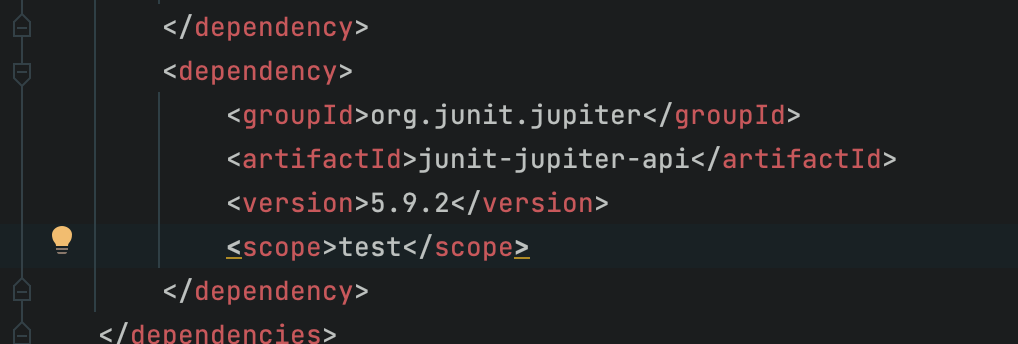 </dependency>
<dependency>
<groupId>org.junit.jupiter</groupId>
<artifactId>junit-jupiter-api</artifactId>
<version>5.9.2</version>
<scope>test</scope>
</dependency>
</dependencies>